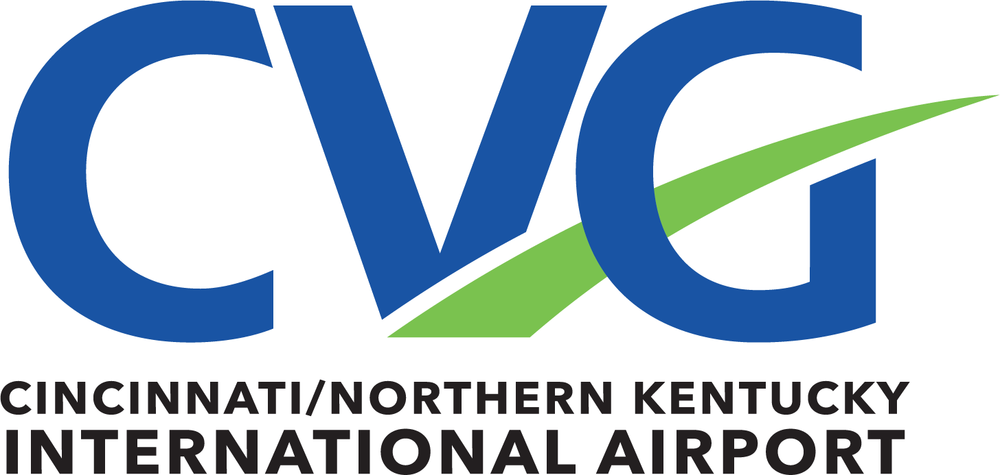 CVG
CINCINNATI/NORTHERN KENTUCKY
INTERNATIONAL AIRPORT